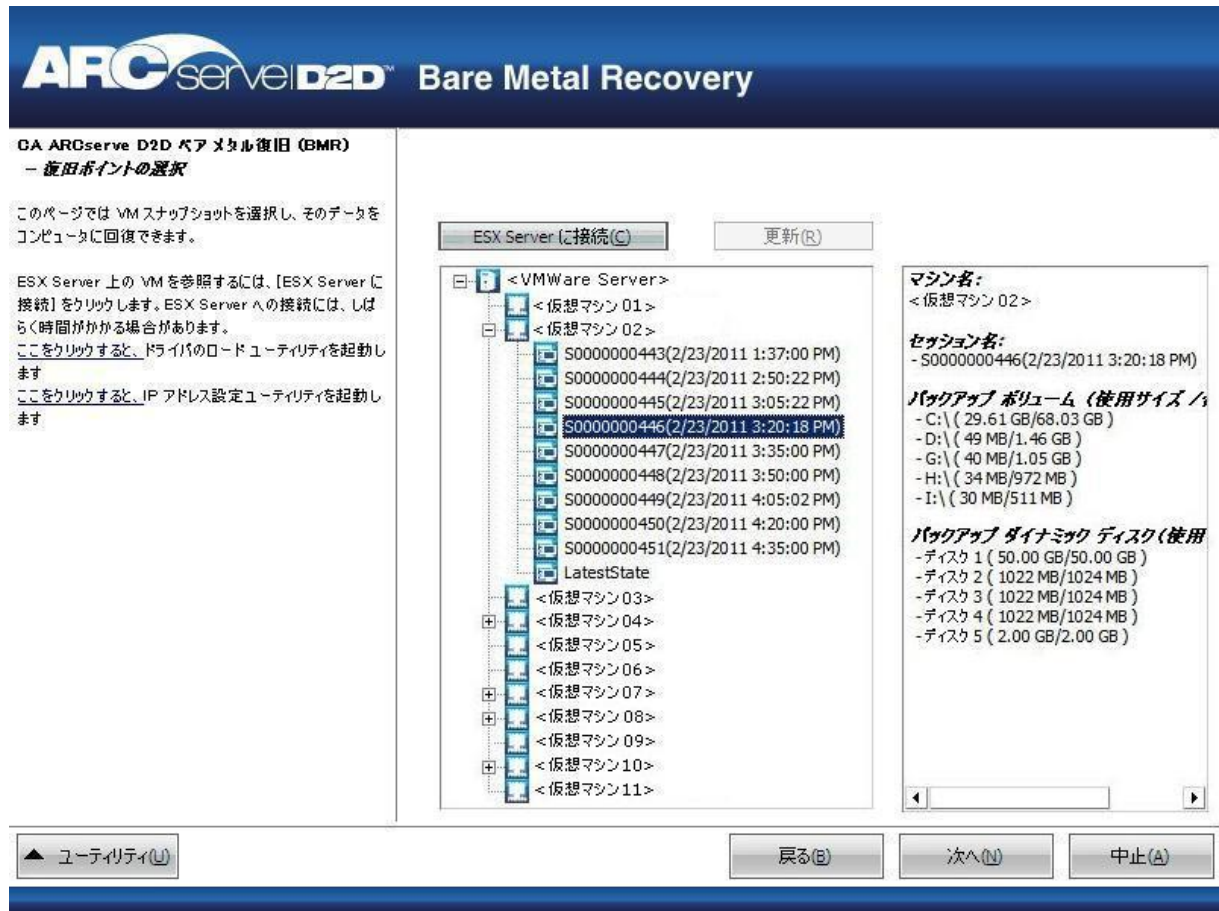 ARCserve D2D™ Bare Metal Recovery
CA ARCserve D2D ベア メタル復旧 (BMR)
- 復旧ポイントの選択
このページでは VM スナップショットを選択し、そのデータを
コンピュータに回復できます。
ESX Server 上の VM を参照するには、[ESX Server に
接続] をクリックします。ESX Server への接続には、しば
らく時間がかかる場合があります。
ここをクリックすると、ドライバのロード ユーティリティを起動し
ます
ここをクリックすると、IP アドレス設定ユーティリティを起動し
ます
ESX Server に接続(C)
更新(R)
<VMWare Server>
<仮想マシン 01>
<仮想マシン 02>
S0000000443(2/23/2011 1:37:00 PM)
S0000000444(2/23/2011 2:50:22 PM)
S0000000445(2/23/2011 3:05:22 PM)
S0000000446(2/23/2011 3:20:18 PM)
S0000000447(2/23/2011 3:35:00 PM)
S0000000448(2/23/2011 3:50:00 PM)
S0000000449(2/23/2011 4:05:02 PM)
S0000000450(2/23/2011 4:20:00 PM)
S0000000451(2/23/2011 4:35:00 PM)
LatestState
<仮想マシン03>
<仮想マシン 04>
<仮想マシン05>
<仮想マシン 06>
<仮想マシン07>
<仮想マシン 08>
<仮想マシン 09>
<仮想マシン10>
<仮想マシン11>
マシン名:
<仮想マシン 02>
セッション名:
- S0000000446(2/23/2011 3:20:18 PM)
バックアップ ボリューム (使用サイズ /
- C:\ ( 29.61 GB/68.03 GB )
- D:\ ( 49 MB/1.46 GB )
- G:\ ( 40 MB/1.05 GB )
- H:\ ( 34 MB/972 MB )
- I:\ ( 30 MB/511 MB )
バックアップ ダイナミック ディスク(使用
-ディスク 1 ( 50.00 GB/50.00 GB )
-ディスク 2 ( 1022 MB/1024 MB )
-ディスク 3 ( 1022 MB/1024 MB )
-ディスク 4 ( 1022 MB/1024 MB )
-ディスク 5 ( 2.00 GB/2.00 GB )
ユーティリティ(U)
戻る(B)
次へ(N)
中止(A)